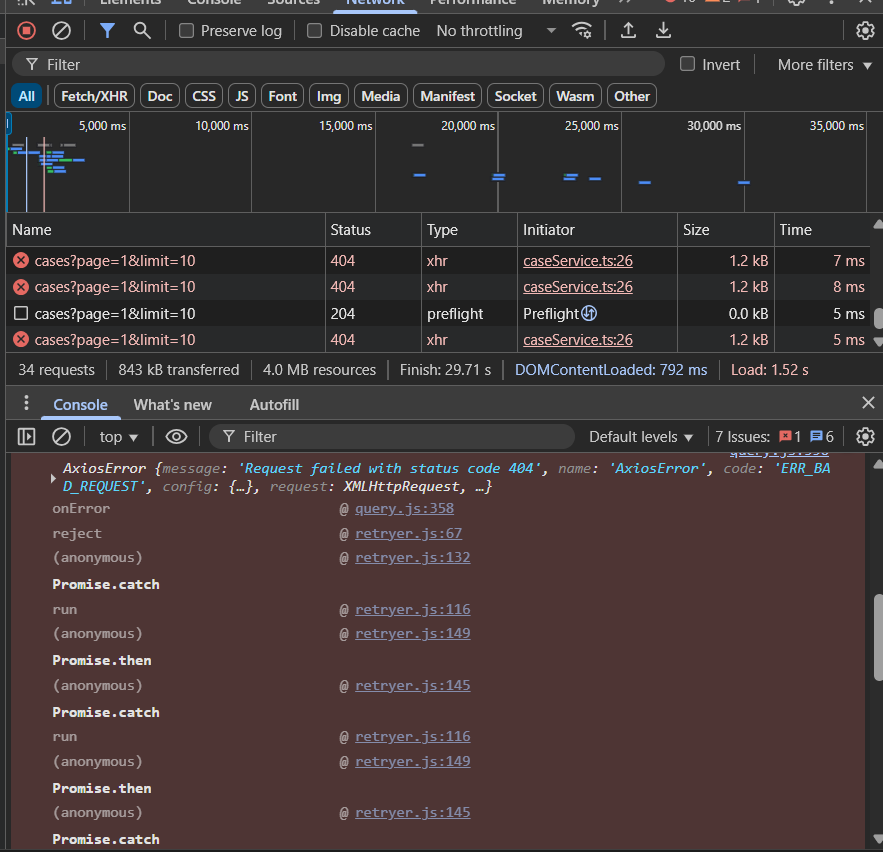 Elements Console Sources Network Performance Memory
Preserve log Disable cache No throttling
Filter Invert More filters
All Fetch/XHR Doc CSS JS Font Img Media Manifest Socket Wasm Other
5,000 ms 10,000 ms 15,000 ms 20,000 ms 25,000 ms 30,000 ms 35,000 ms
Name Status Type Initiator Size Time
cases?page=1&limit=10 404 xhr caseService.ts:26 1.2 kB 7 ms
cases?page=1&limit=10 404 xhr caseService.ts:26 1.2 kB 8 ms
cases?page=1&limit=10 204 preflight Preflight 0.0 kB 5 ms
cases?page=1&limit=10 404 xhr caseService.ts:26 1.2 kB 5 ms
34 requests 843 kB transferred 4.0 MB resources Finish: 29.71 s DOMContentLoaded: 792 ms Load: 1.52 s
Console What's new Autofill
top Filter Default levels 7 Issues: 1 6
query.js:358
AxiosError {message: 'Request failed with status code 404', name: 'AxiosError', code: 'ERR_BA
D_REQUEST', config: {…}, request: XMLHttpRequest, …}
onError @ query.js:358
reject @ retryer.js:67
(anonymous) @ retryer.js:132
Promise.catch
run @ retryer.js:116
(anonymous) @ retryer.js:149
Promise.then
(anonymous) @ retryer.js:145
Promise.catch
run @ retryer.js:116
(anonymous) @ retryer.js:149
Promise.then
(anonymous) @ retryer.js:145
Promise.catch